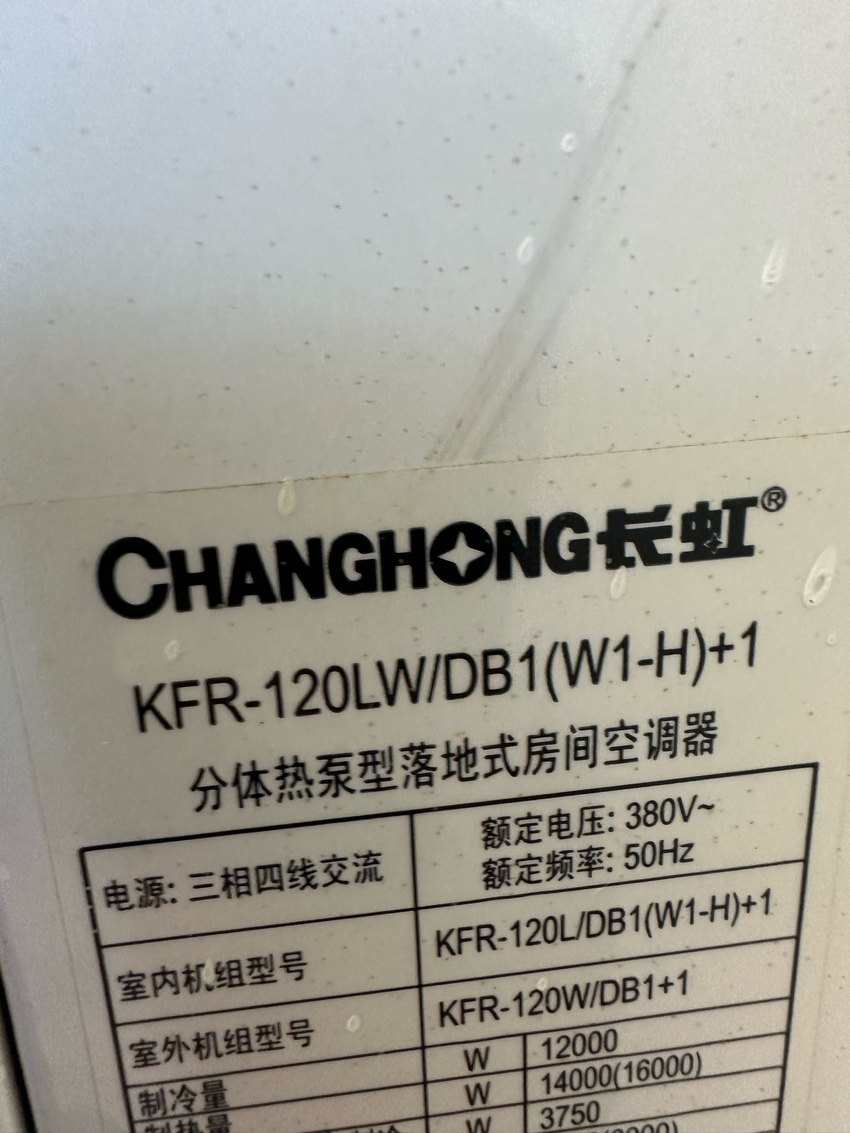 CHANGHONG长虹®
KFR-120LW/DB1(W1-H)+1
分体热泵型落地式房间空调器
电源: 三相四线交流
额定电压: 380V~
额定频率: 50Hz
室内机组型号 KFR-120L/DB1(W1-H)+1
室外机组型号 KFR-120W/DB1+1
制冷量 W 12000
制热量 W 14000(16000)
W 3750